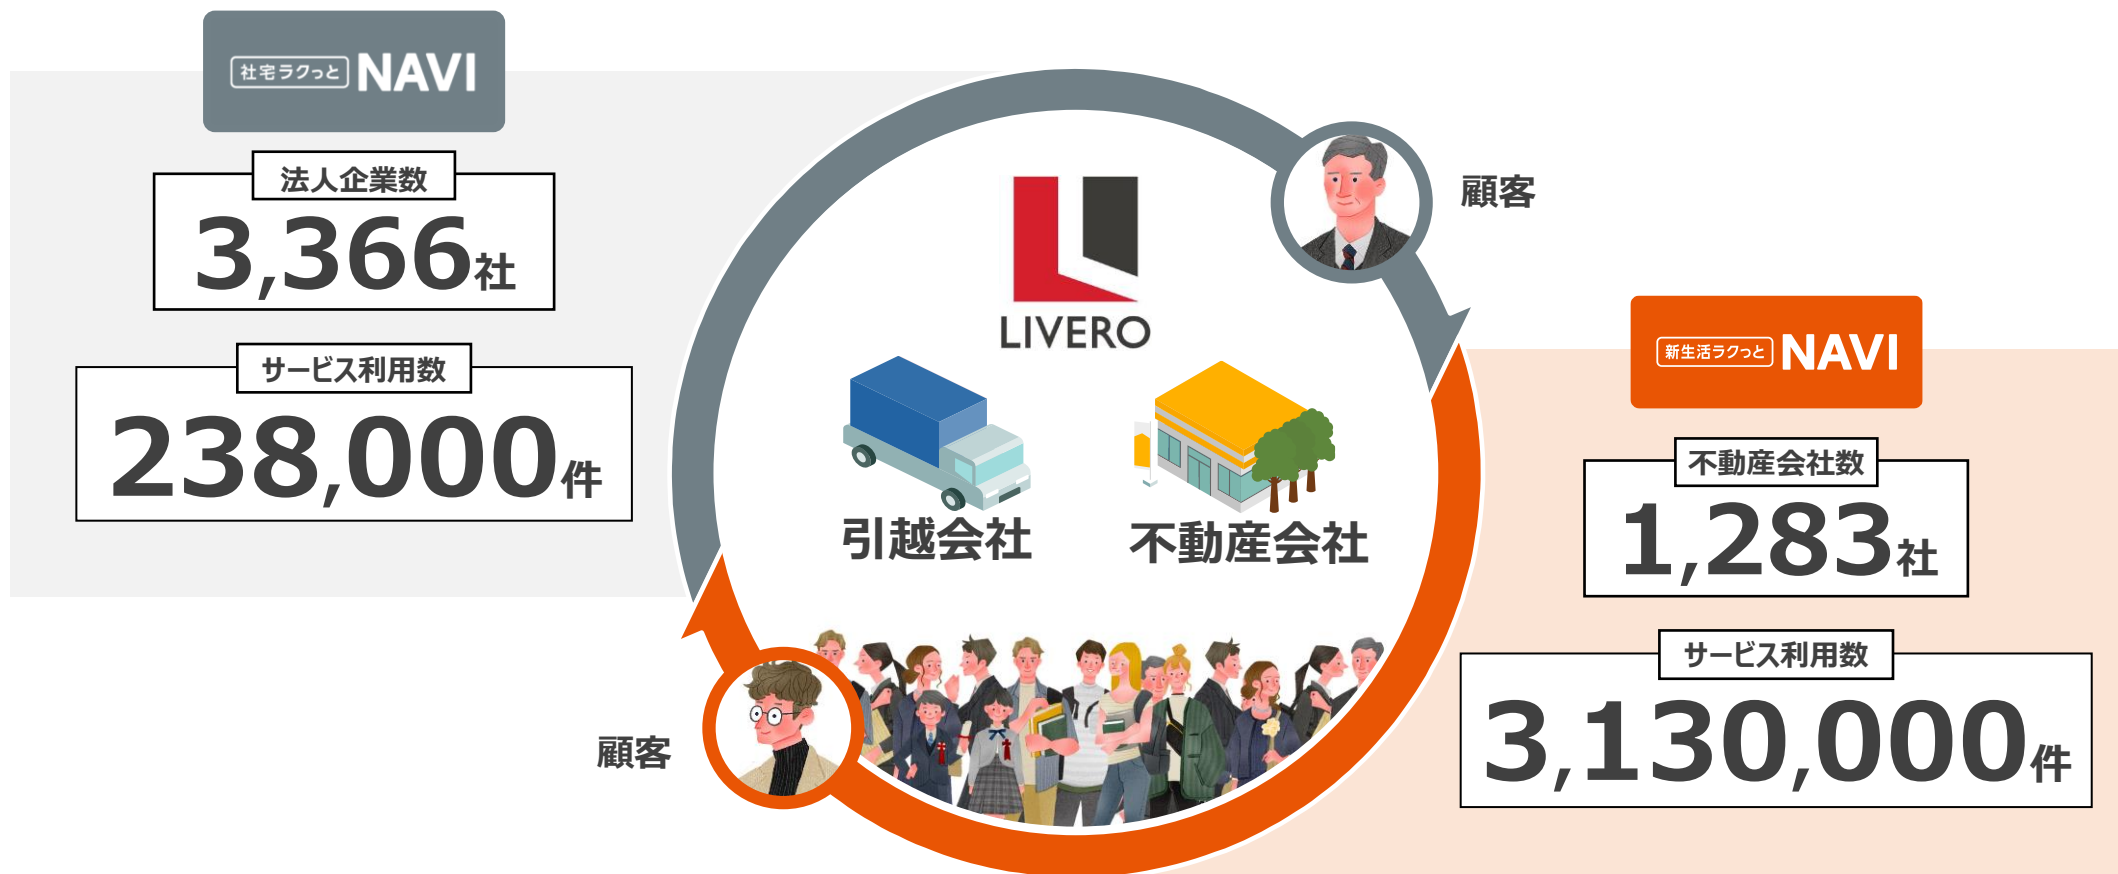 社宅ラクっと NAVI
法人企業数
3,366社
サービス利用数
238,000件
顧客
LIVERO
引越会社
不動産会社
顧客
新生活ラクっと NAVI
不動産会社数
1,283社
サービス利用数
3,130,000件